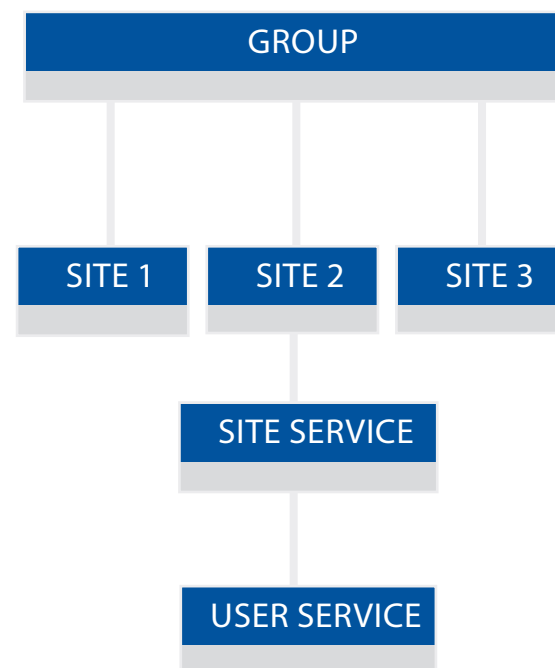 GROUP
SITE 1
SITE 2
SITE 3
SITE SERVICE
USER SERVICE